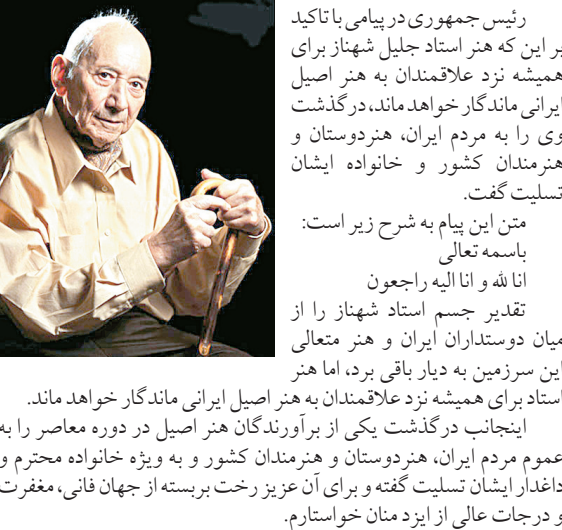 رئیس جمهوری در پیامی با تاکید
بر این که هنر استاد جلیل شهناز برای
همیشه نزد علاقمندان به هنر اصیل
ایرانی ماندگار خواهد ماند، درگذشت
وی را به مردم ایران، هنردوستان و
هنرمندان کشور و خانواده ایشان
تسلیت گفت.
متن این پیام به شرح زیر است:
باسمه تعالی
انا لله و انا الیه راجعون
تقدیر جسم استاد شهناز را از
میان دوستداران ایران و هنر متعالی
این سرزمین به دیار باقی برد، اما هنر
استاد برای همیشه نزد علاقمندان به هنر اصیل ایرانی ماندگار خواهد ماند.
اینجانب درگذشت یکی از برآورندگان هنر اصیل در دوره معاصر را به
عموم مردم ایران، هنردوستان و هنرمندان کشور و به ویژه خانواده محترم و
داغدار ایشان تسلیت گفته و برای آن عزیز رخت بربسته از جهان فانی، مغفرت
و درجات عالی از ایزد منان خواستارم.